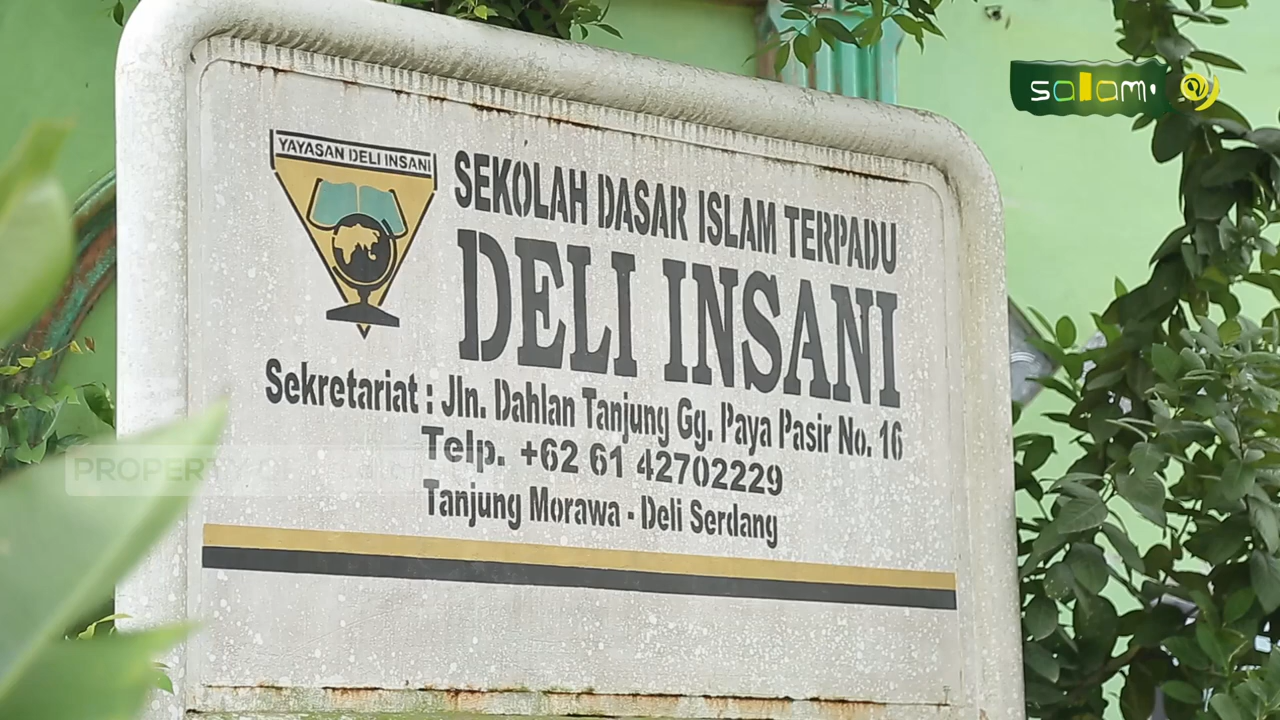 salam
YAYASAN DELI INSANI
SEKOLAH DASAR ISLAM TERPADU
DELI INSANI
Sekretariat : Jln. Dahlan Tanjung Gg. Paya Pasir No. 16
Telp. +62 61 42702229
Tanjung Morawa - Deli Serdang
PROPERTY